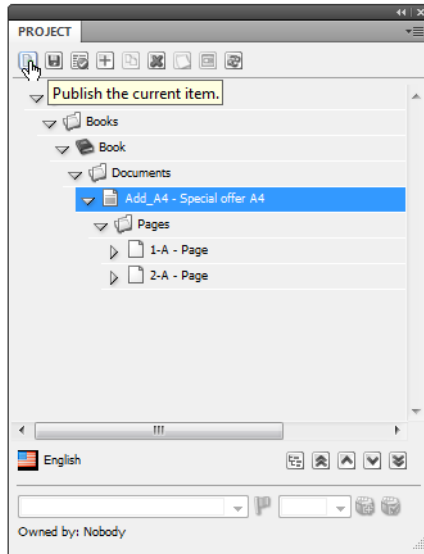 PROJECT
Publish the current item.
Books
Book
Documents
Add_A4 - Special offer A4
Pages
1-A - Page
2-A - Page
English
Owned by: Nobody